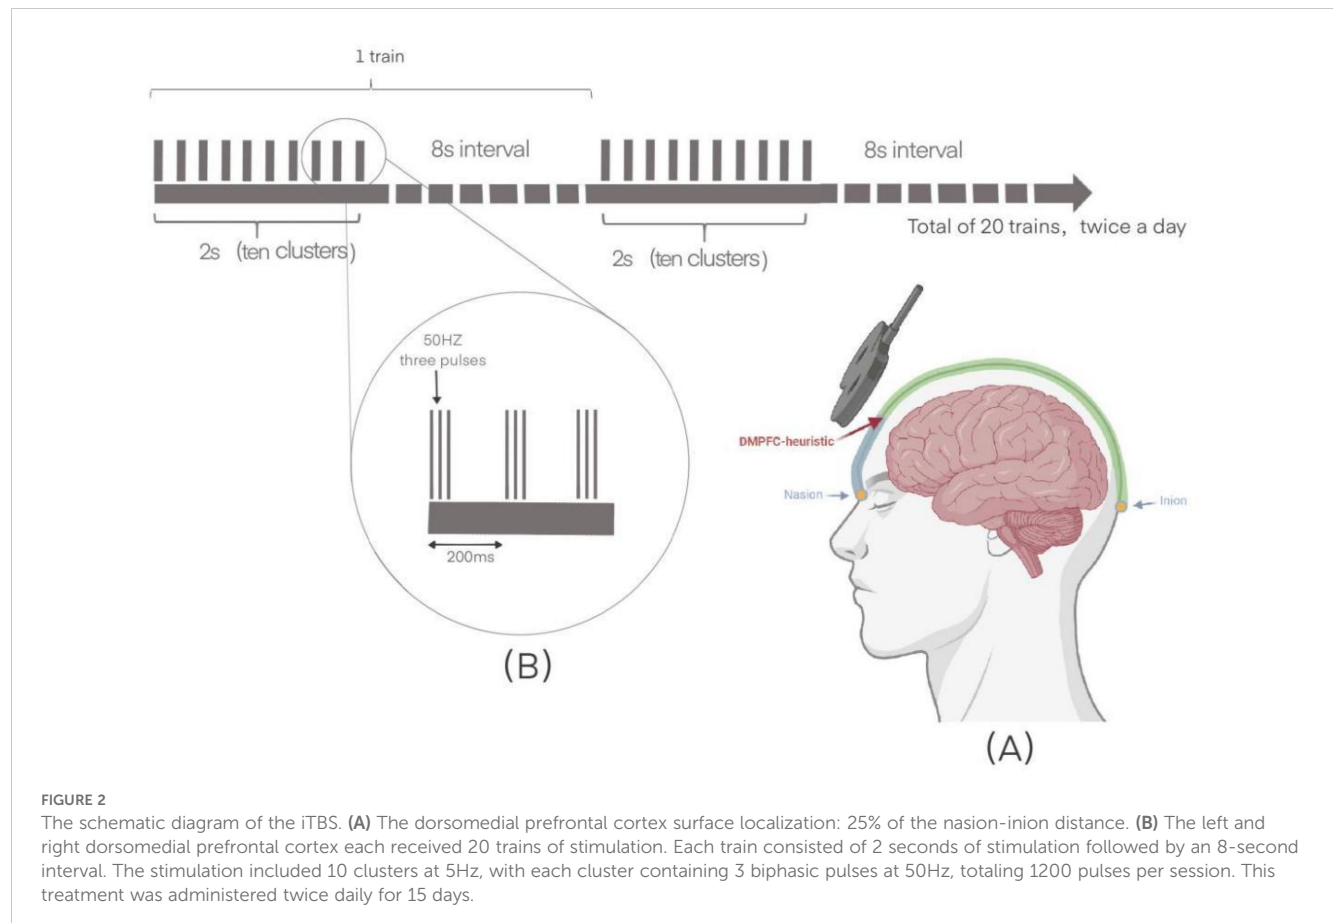 1 train
8s interval
8s interval
2s (ten clusters)
2s (ten clusters)
Total of 20 trains, twice a day
50HZ
three pulses
200ms
(B)
DMPFC-heuristic
Nasion
Inion
(A)
FIGURE 2
The schematic diagram of the iTBS. (A) The dorsomedial prefrontal cortex surface localization: 25% of the nasion-inion distance. (B) The left and
right dorsomedial prefrontal cortex each received 20 trains of stimulation. Each train consisted of 2 seconds of stimulation followed by an 8-second
interval. The stimulation included 10 clusters at 5Hz, with each cluster containing 3 biphasic pulses at 50Hz, totaling 1200 pulses per session. This
treatment was administered twice daily for 15 days.